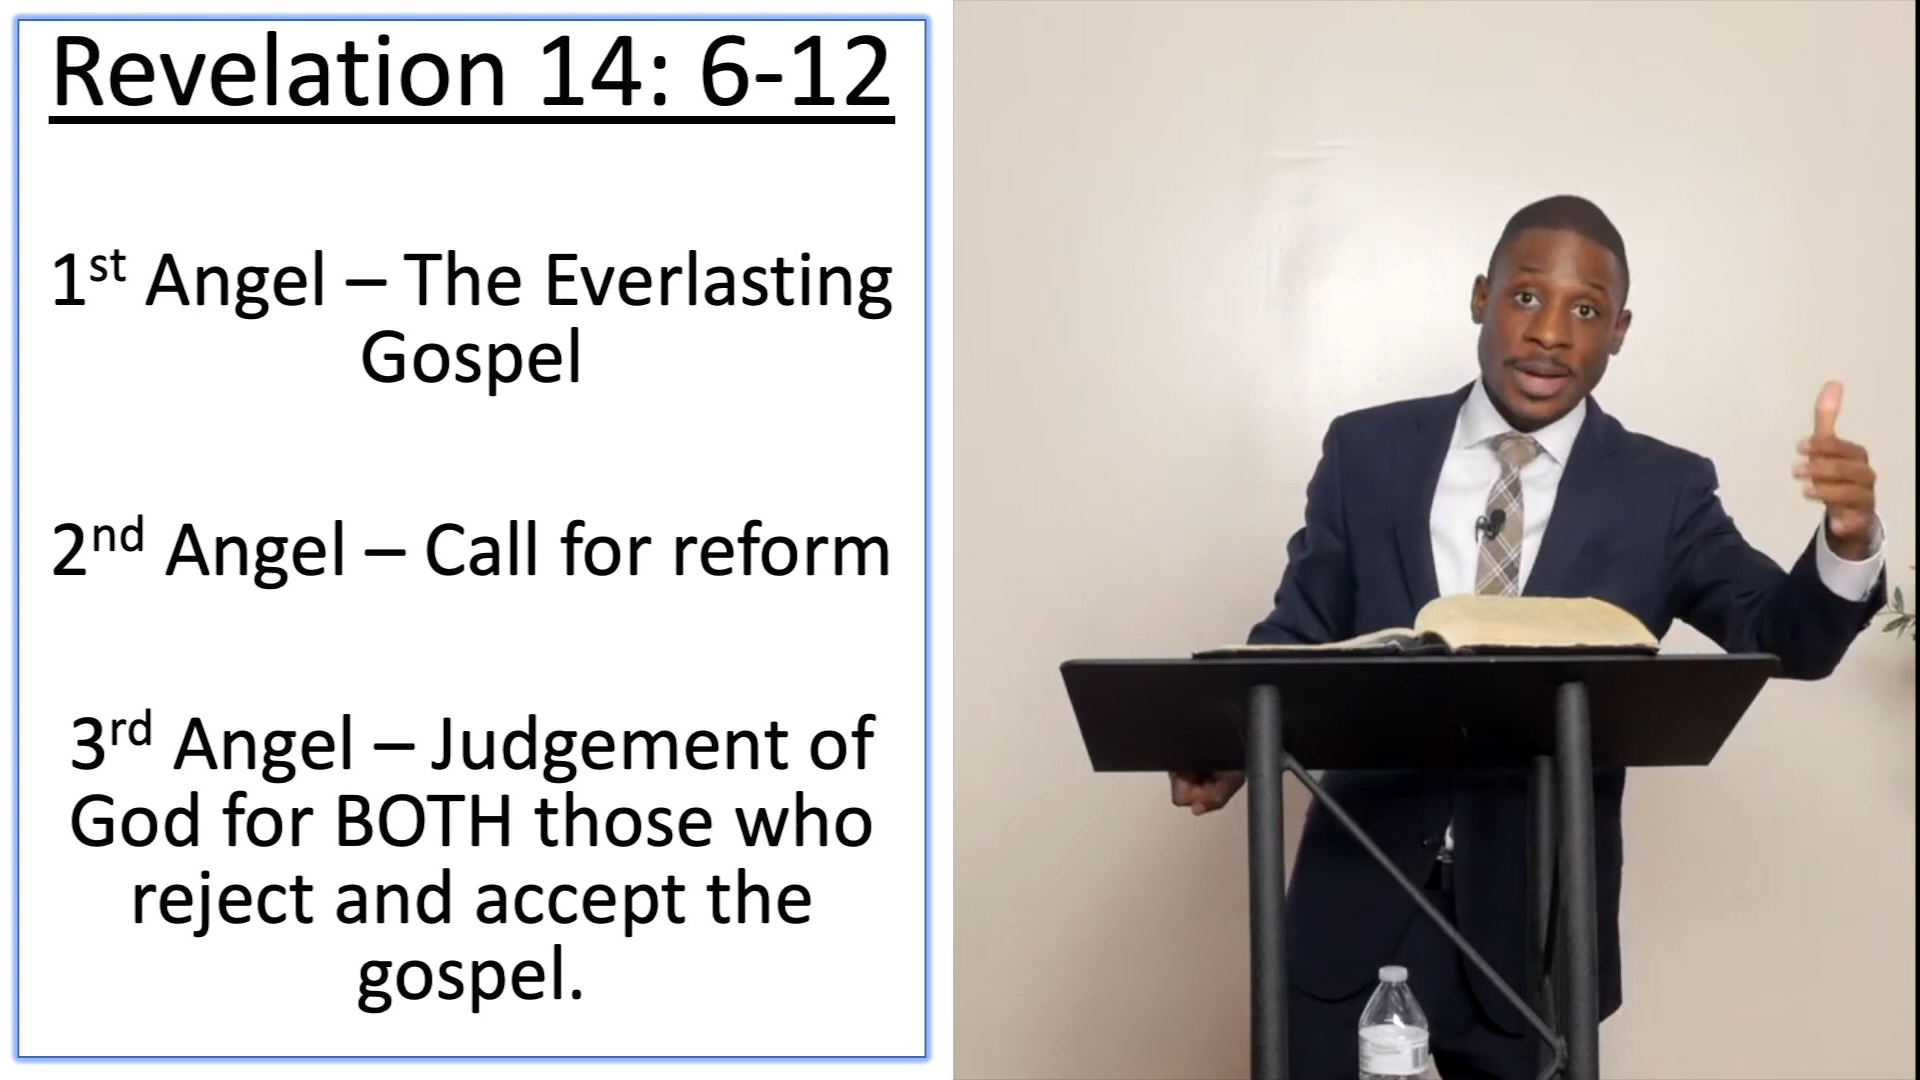 Revelation 14: 6-12
1st Angel – The Everlasting
Gospel
2nd Angel – Call for reform
3rd Angel – Judgement of
God for BOTH those who
reject and accept the
gospel.